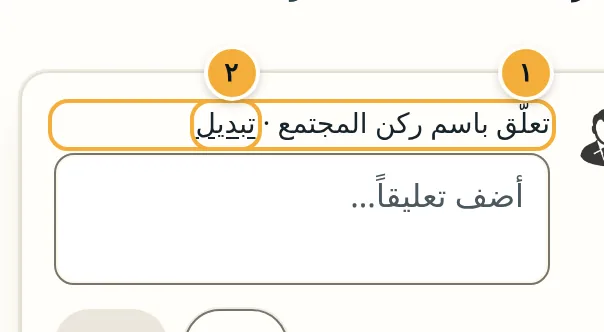 ١
٢
تعلّق باسم ركن المجتمع · تبديل
أضف تعليقاً...